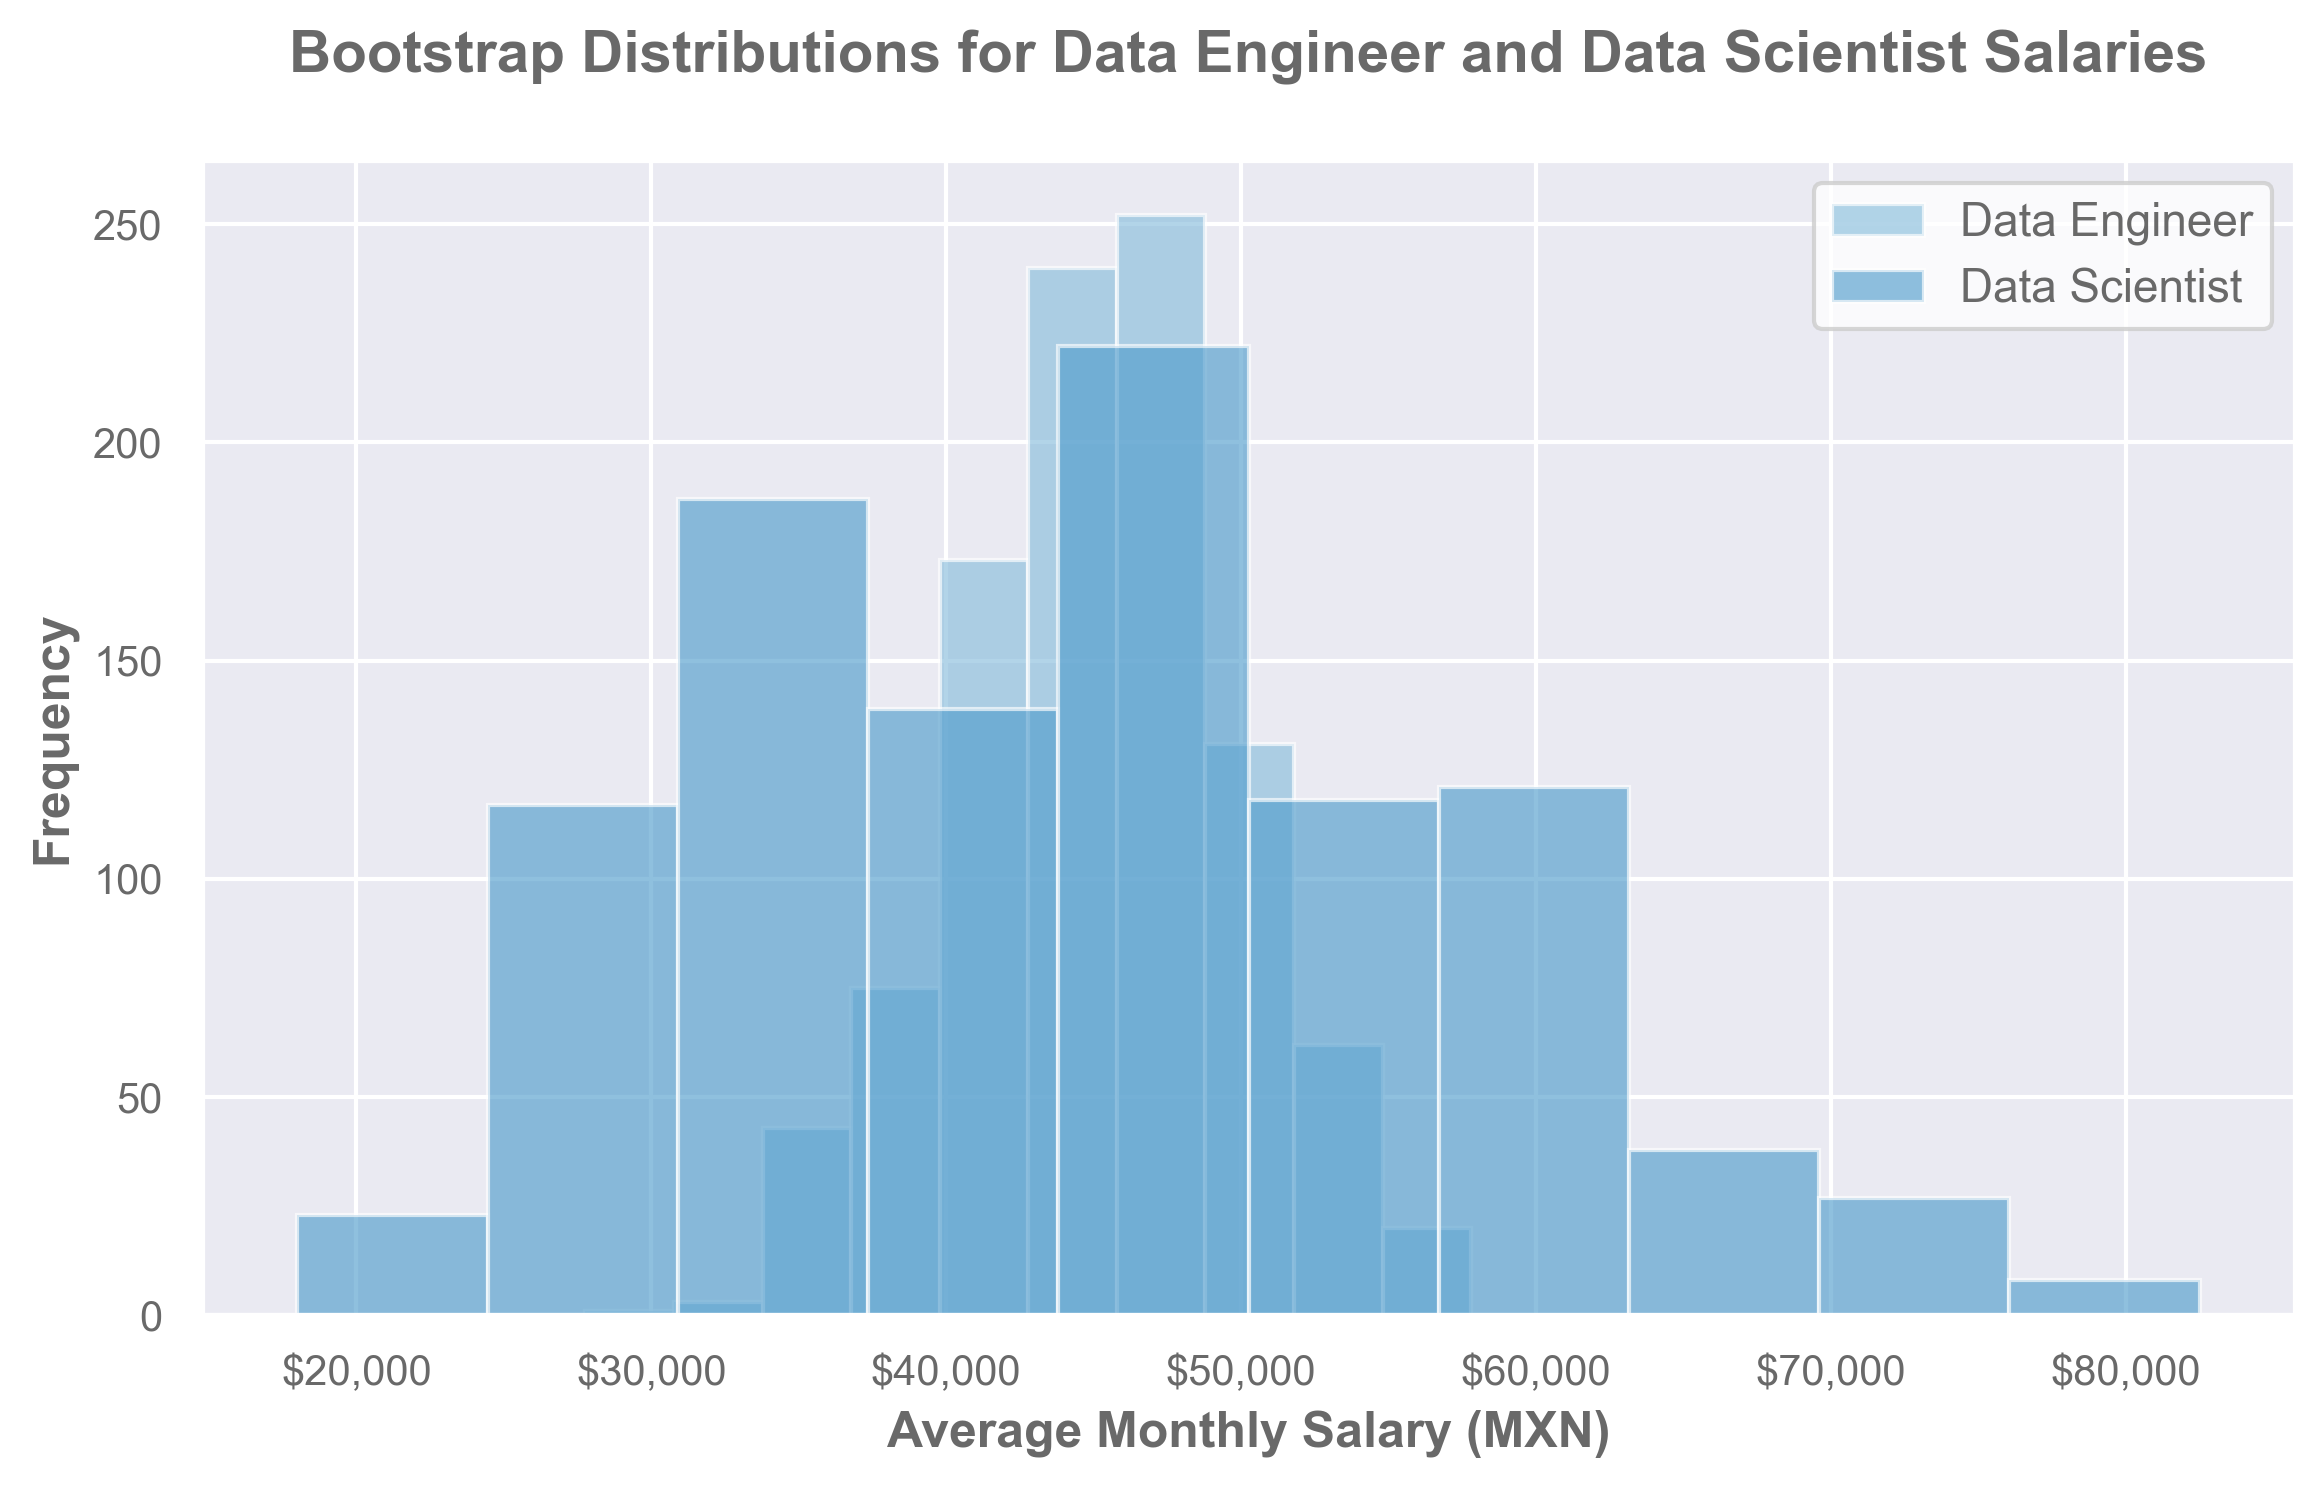 Bootstrap Distributions for Data Engineer and Data Scientist Salaries
Data Engineer
Data Scientist
Frequency
250
200
150
100
50
0
$20,000 $30,000 $40,000 $50,000 $60,000 $70,000 $80,000
Average Monthly Salary (MXN)